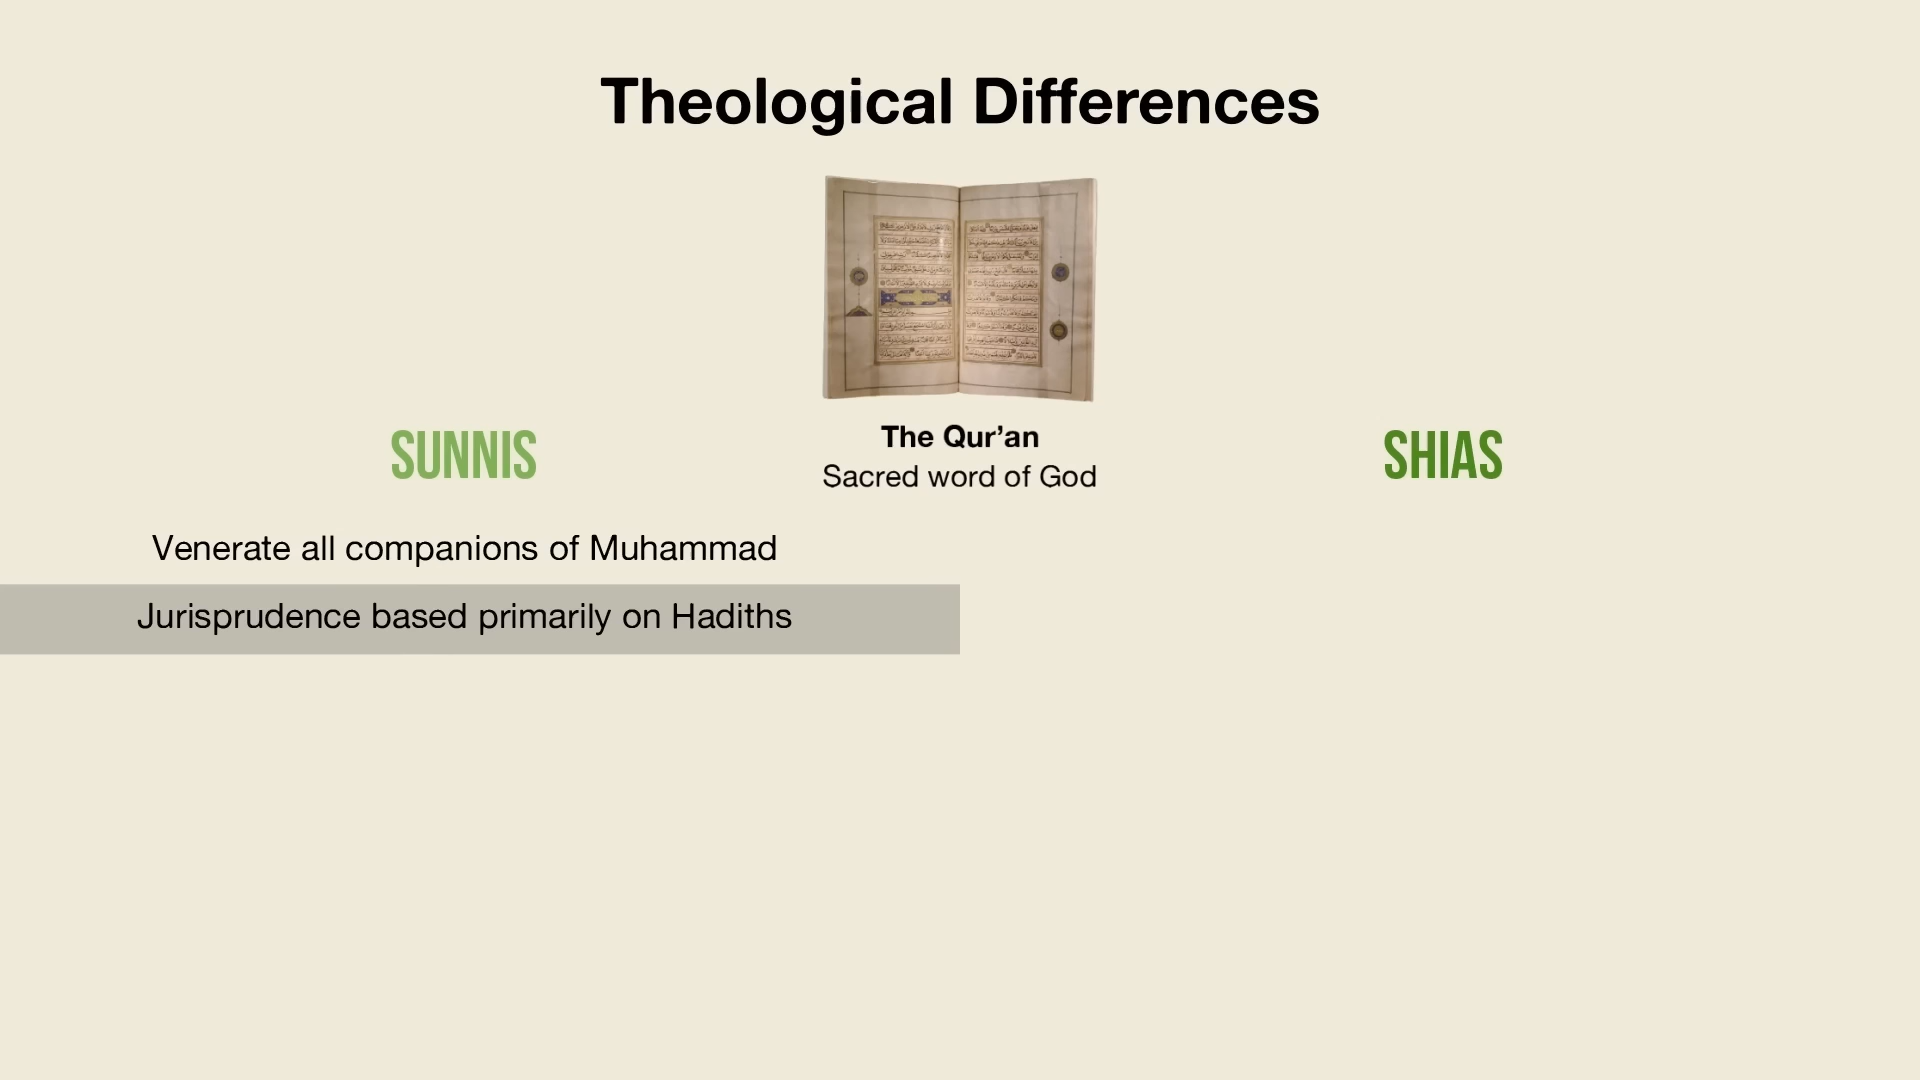 Theological Differences
SUNNIS
The Qur’an
Sacred word of God
SHIAS
Venerate all companions of Muhammad
Jurisprudence based primarily on Hadiths